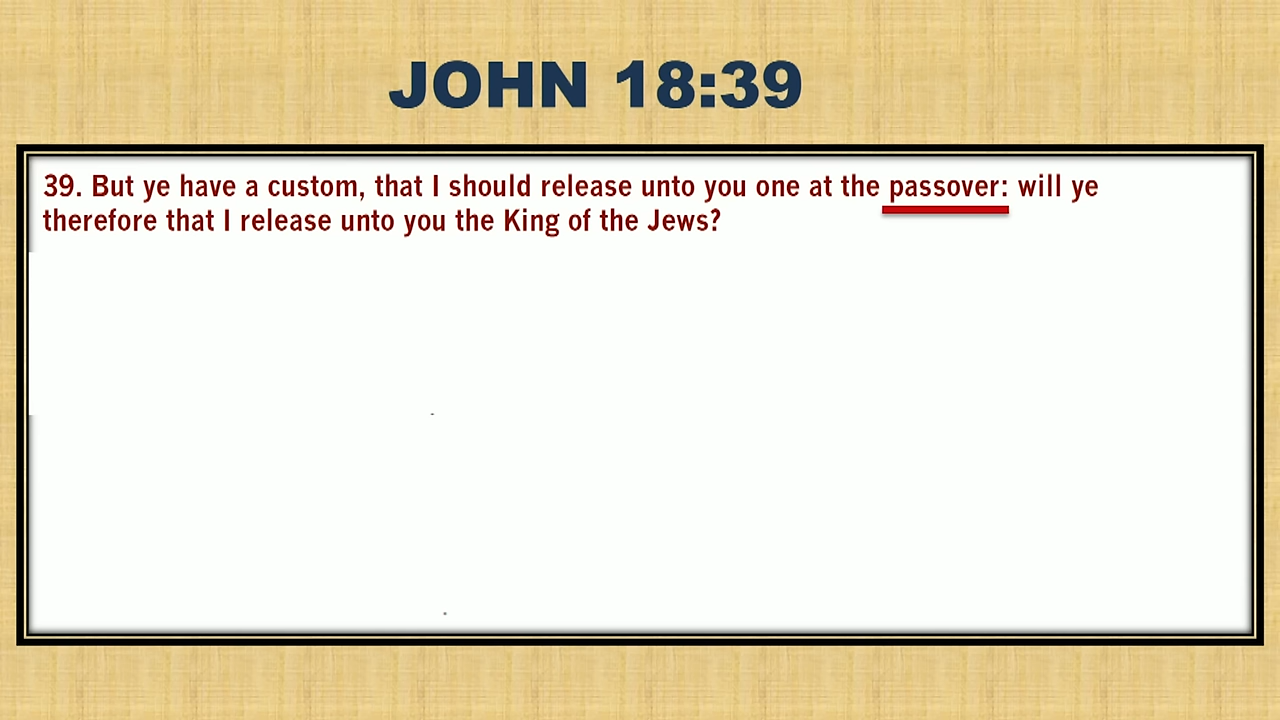 JOHN 18:39
39. But ye have a custom, that I should release unto you one at the passover: will ye
therefore that I release unto you the King of the Jews?